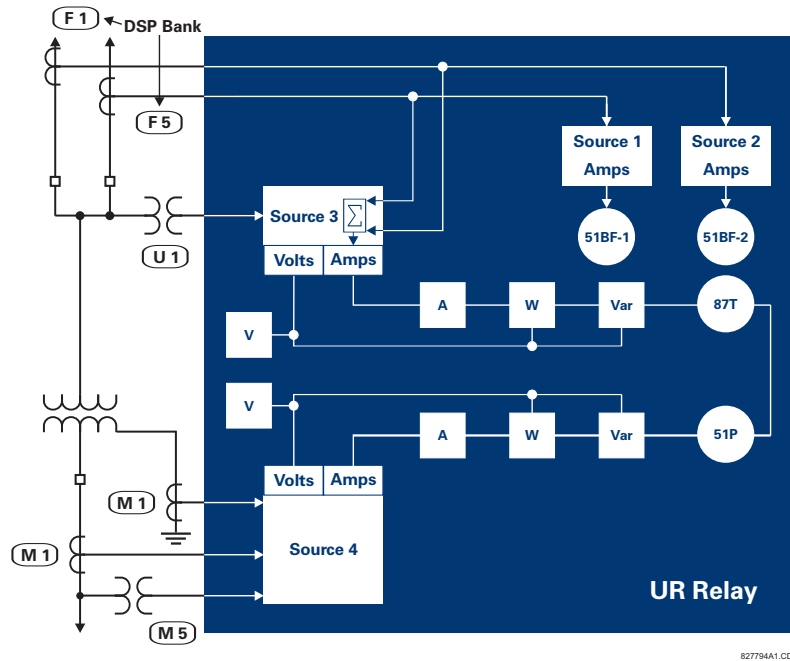 F 1
DSP Bank
F 5
Source 1
Amps
Source 2
Amps
Source 3
Σ
U 1
Volts
Amps
51BF-1
51BF-2
A
W
Var
87T
V
V
A
W
Var
51P
Volts
Amps
M 1
Source 4
M 1
M 5
UR Relay
827794A1.CD